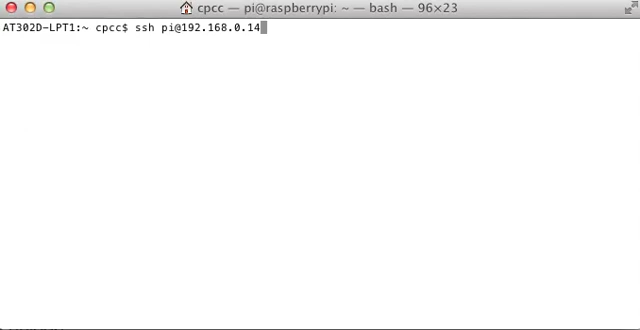 cpcc — pi@raspberrypi: ~ — bash — 96×23
AT302D-LPT1:~ cpcc$ ssh pi@192.168.0.14